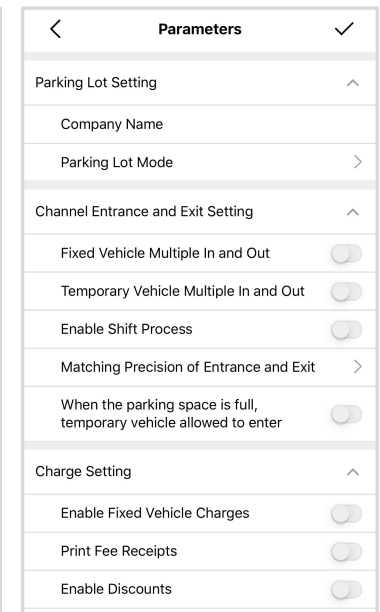 Parameters
Parking Lot Setting
Company Name
Parking Lot Mode
Channel Entrance and Exit Setting
Fixed Vehicle Multiple In and Out
Temporary Vehicle Multiple In and Out
Enable Shift Process
Matching Precision of Entrance and Exit
When the parking space is full,
temporary vehicle allowed to enter
Charge Setting
Enable Fixed Vehicle Charges
Print Fee Receipts
Enable Discounts